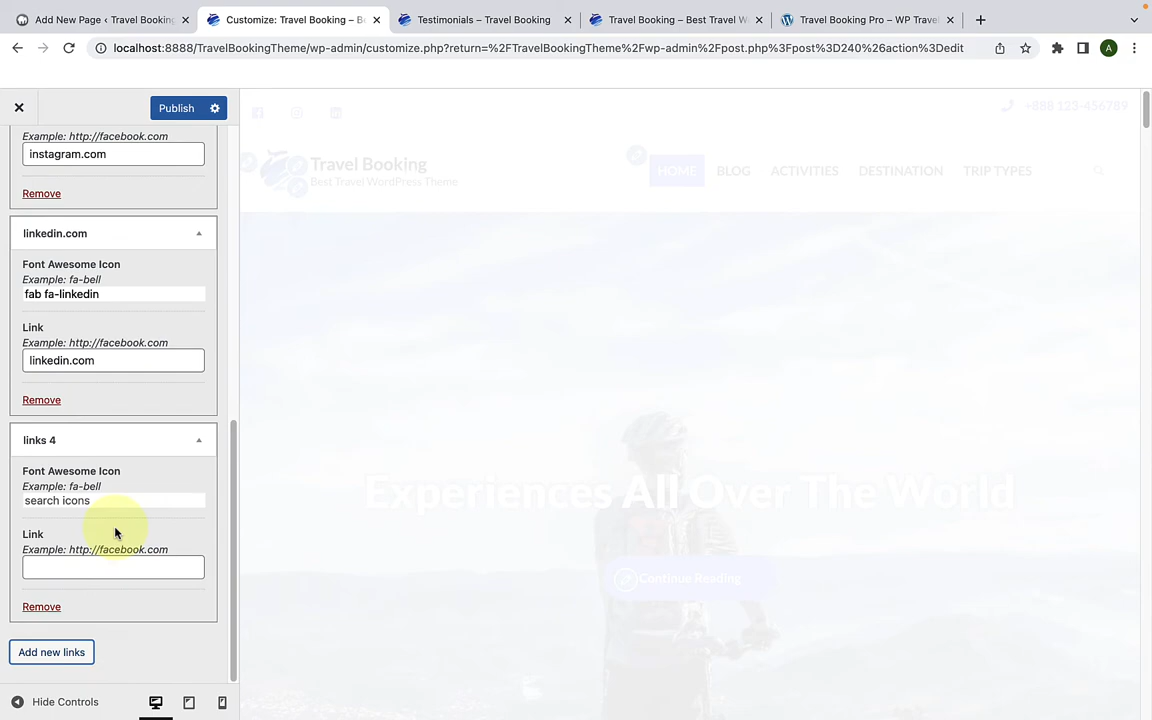 Add New Page ‹ Travel Booking
Customize: Travel Booking – Be
Testimonials – Travel Booking
Travel Booking – Best Travel W
Travel Booking Pro – WP Travel
localhost:8888/TravelBookingTheme/wp-admin/customize.php?return=%2FTravelBookingTheme%2Fwp-admin%2Fpost.php%3Fpost%3D240%26action%3Dedit
A
Publish
Example: http://facebook.com
instagram.com
Remove
linkedin.com
Font Awesome Icon
Example: fa-bell
fab fa-linkedin
Link
Example: http://facebook.com
linkedin.com
Remove
links 4
Font Awesome Icon
Example: fa-bell
search icons
Link
Example: http://facebook.com
Remove
Add new links
Hide Controls
+888 123-456789
Travel Booking
Best Travel WordPress Theme
HOME
BLOG
ACTIVITIES
DESTINATION
TRIP TYPES
Experiences All Over The World
Continue Reading